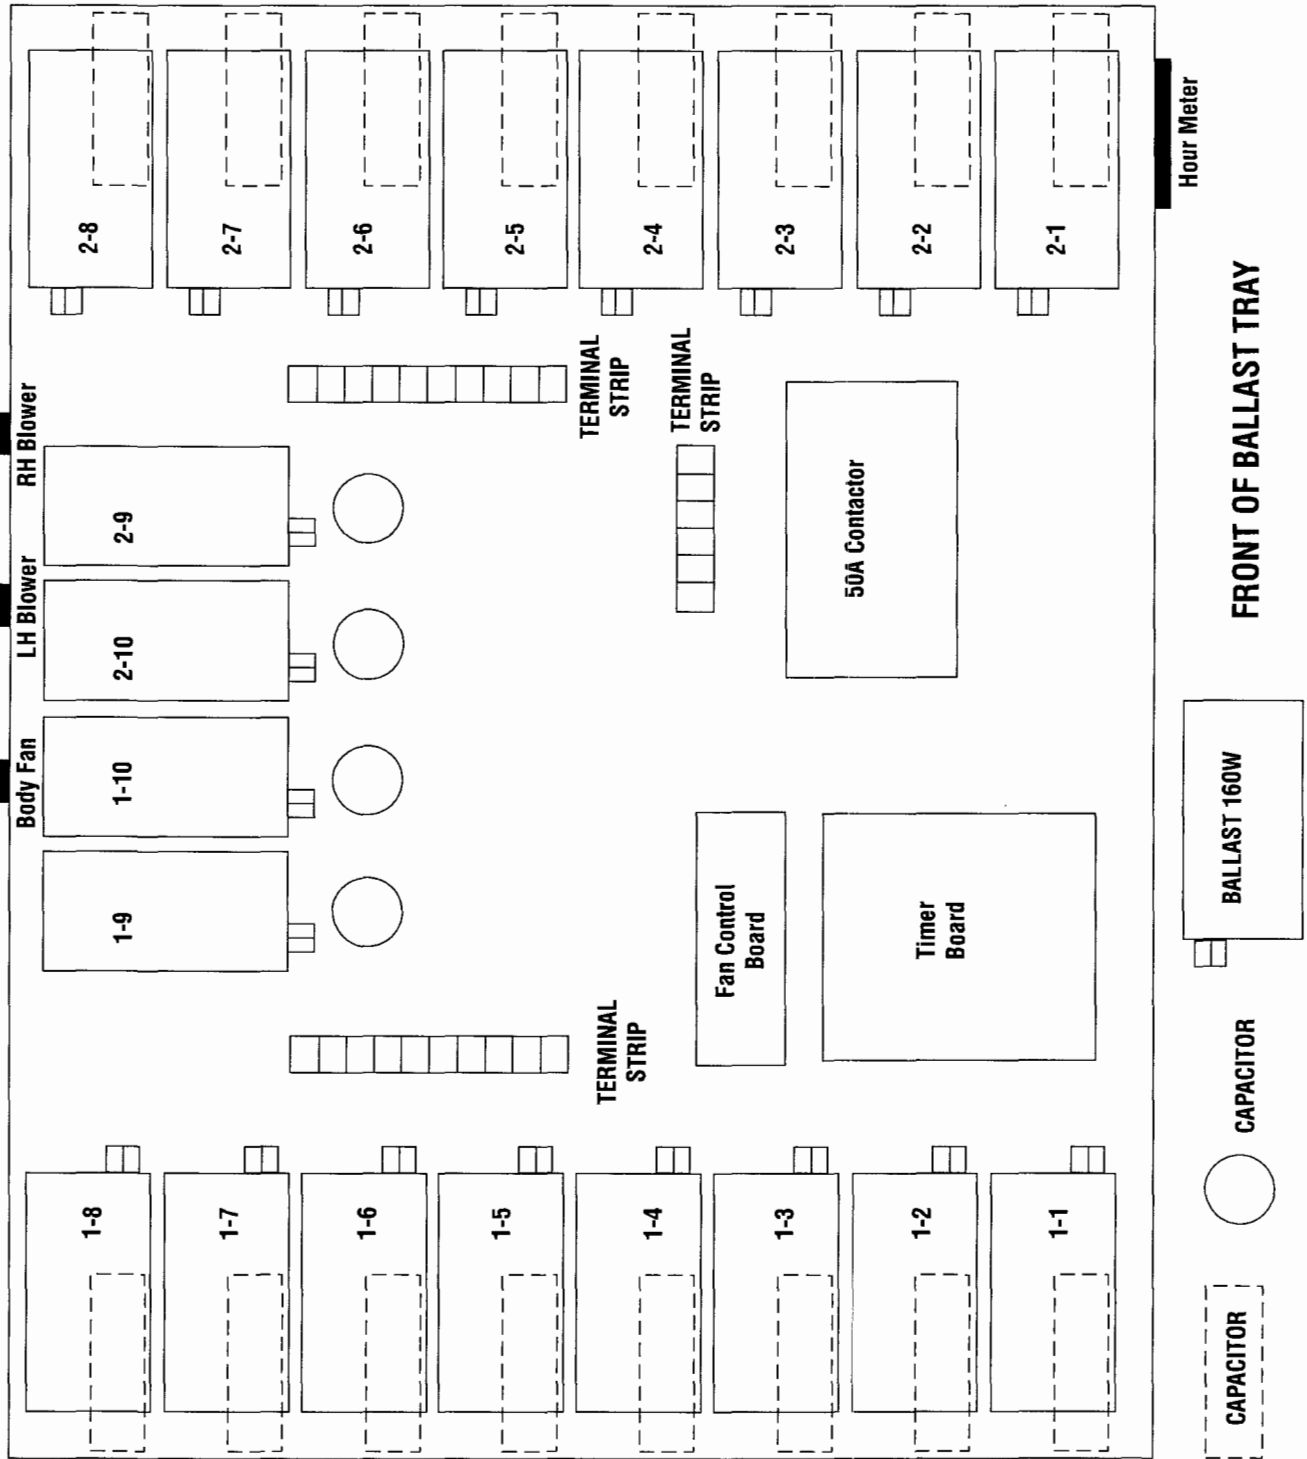 2-8
2-7
2-6
2-5
2-4
2-3
2-2
2-1
Hour Meter
RH Blower
LH Blower
Body Fan
2-9
2-10
1-10
1-9
TERMINAL
STRIP
TERMINAL
STRIP
TERMINAL
STRIP
50A Contactor
Fan Control
Board
Timer
Board
1-8
1-7
1-6
1-5
1-4
1-3
1-2
1-1
FRONT OF BALLAST TRAY
BALLAST 160W
CAPACITOR
CAPACITOR